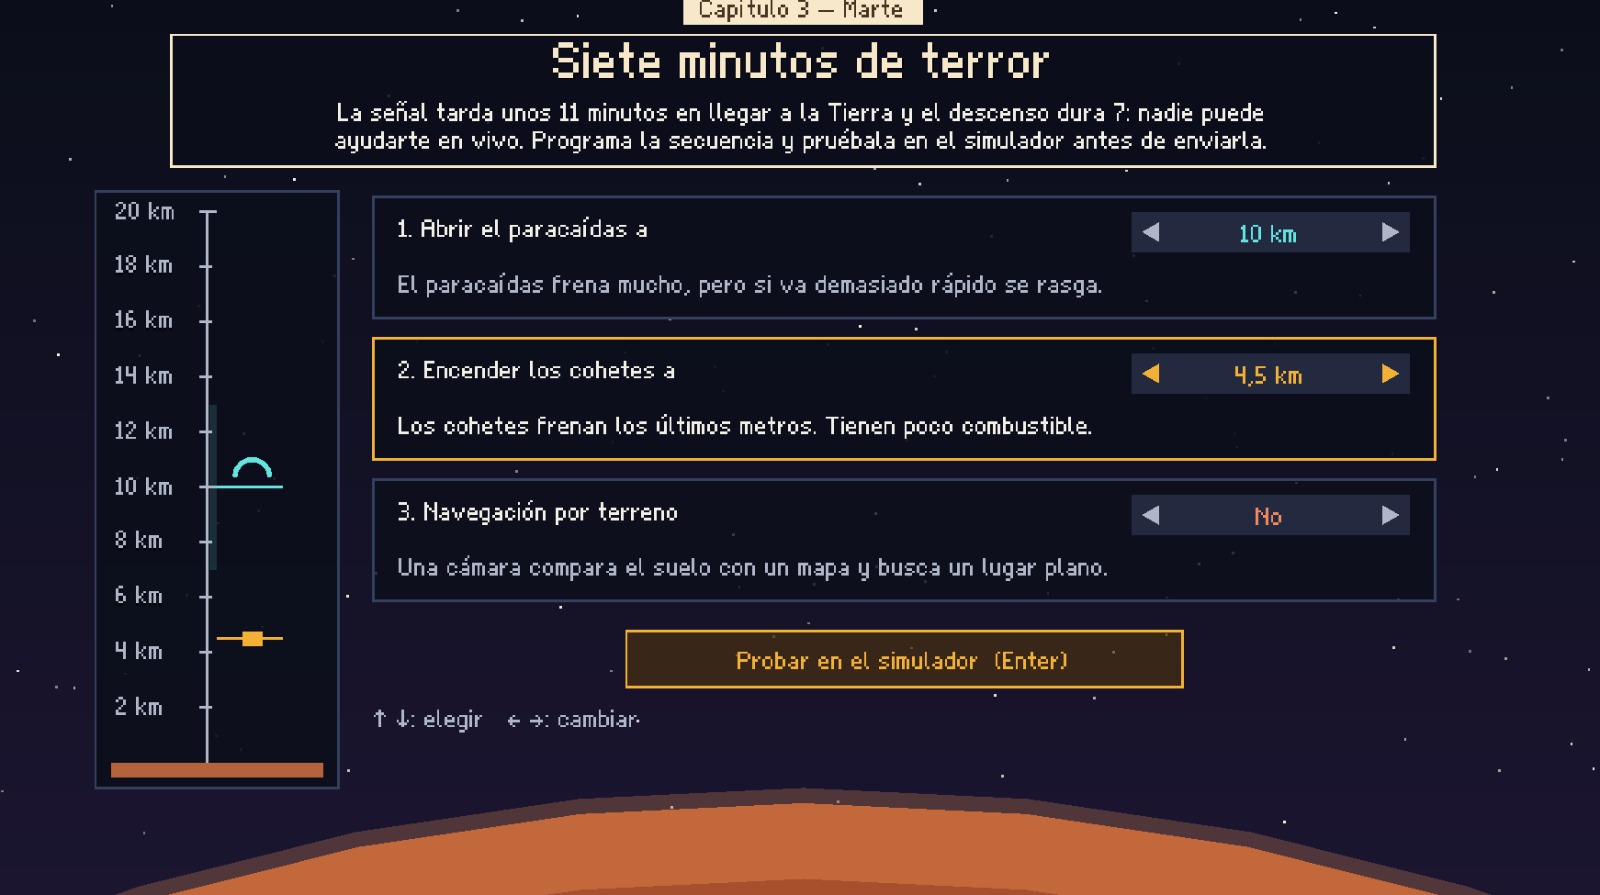 Capítulo 3 — Marte
Siete minutos de terror
La señal tarda unos 11 minutos en llegar a la Tierra y el descenso dura 7: nadie puede
ayudarte en vivo. Programa la secuencia y pruébala en el simulador antes de enviarla.
20 km
18 km
16 km
14 km
12 km
10 km
8 km
6 km
4 km
2 km
1. Abrir el paracaídas a
10 km
El paracaídas frena mucho, pero si va demasiado rápido se rasga.
2. Encender los cohetes a
4,5 km
Los cohetes frenan los últimos metros. Tienen poco combustible.
3. Navegación por terreno
No
Una cámara compara el suelo con un mapa y busca un lugar plano.
Probar en el simulador (Enter)
↑ ↓: elegir ← →: cambiar